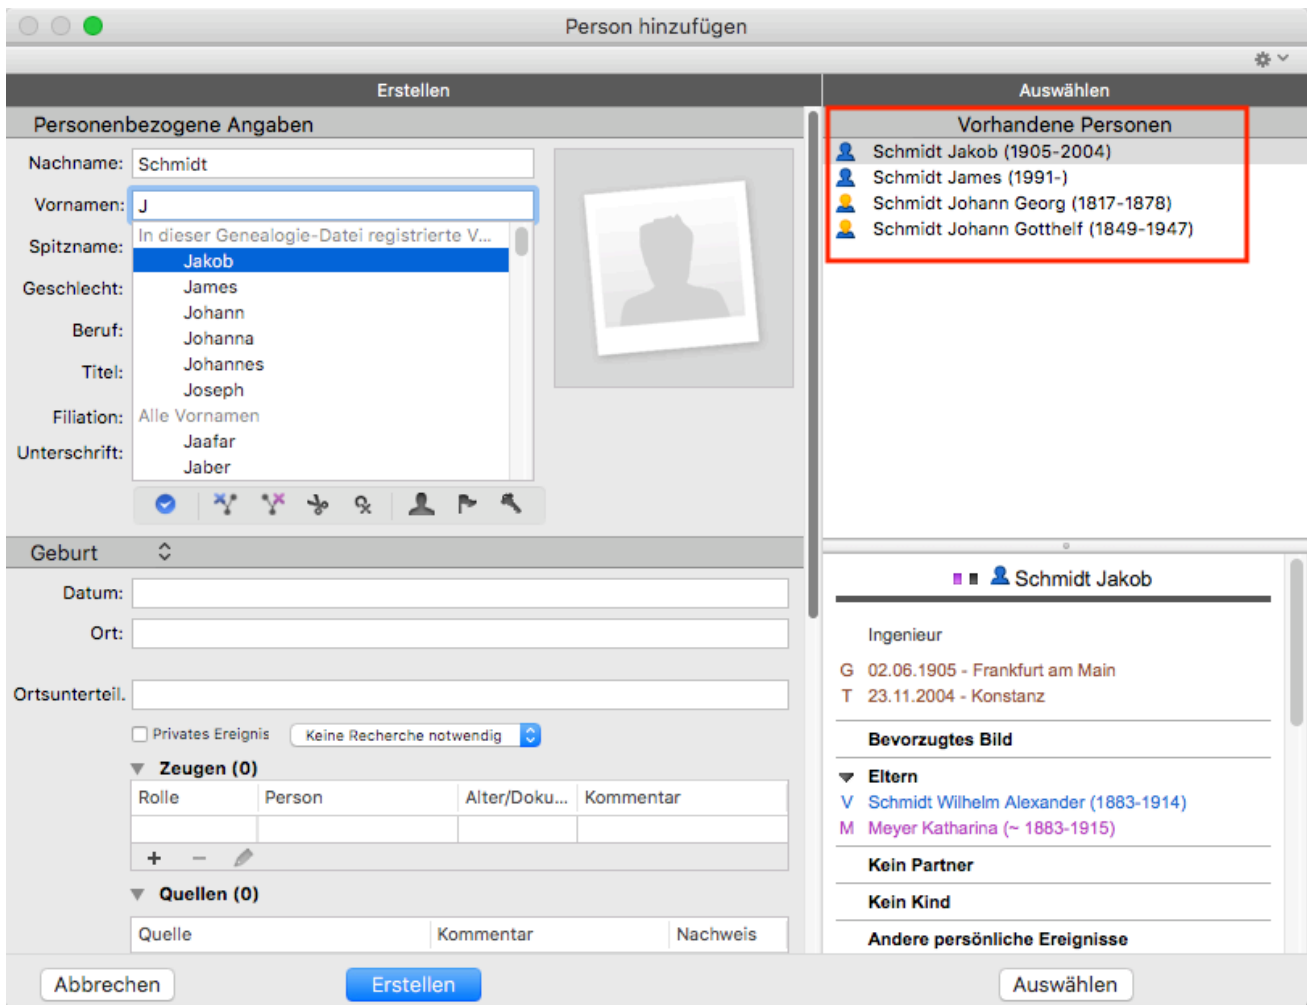 Person hinzufügen
Erstellen
Auswählen
Personenbezogene Angaben
Nachname: Schmidt
Vornamen: J
In dieser Genealogie-Datei registrierte V...
Jakob
James
Johann
Johanna
Johannes
Joseph
Alle Vornamen
Jaafar
Jaber
Spitzname:
Geschlecht:
Beruf:
Titel:
Filiation:
Unterschrift:
Geburt
Datum:
Ort:
Ortsunterteil.
Privates Ereignis Keine Recherche notwendig
Zeugen (0)
Rolle Person Alter/Doku... Kommentar
Quellen (0)
Quelle Kommentar Nachweis
Abbrechen
Erstellen
Vorhandene Personen
Schmidt Jakob (1905-2004)
Schmidt James (1991-)
Schmidt Johann Georg (1817-1878)
Schmidt Johann Gotthelf (1849-1947)
Schmidt Jakob
Ingenieur
G 02.06.1905 - Frankfurt am Main
T 23.11.2004 - Konstanz
Bevorzugtes Bild
Eltern
V Schmidt Wilhelm Alexander (1883-1914)
M Meyer Katharina (~ 1883-1915)
Kein Partner
Kein Kind
Andere persönliche Ereignisse
Auswählen